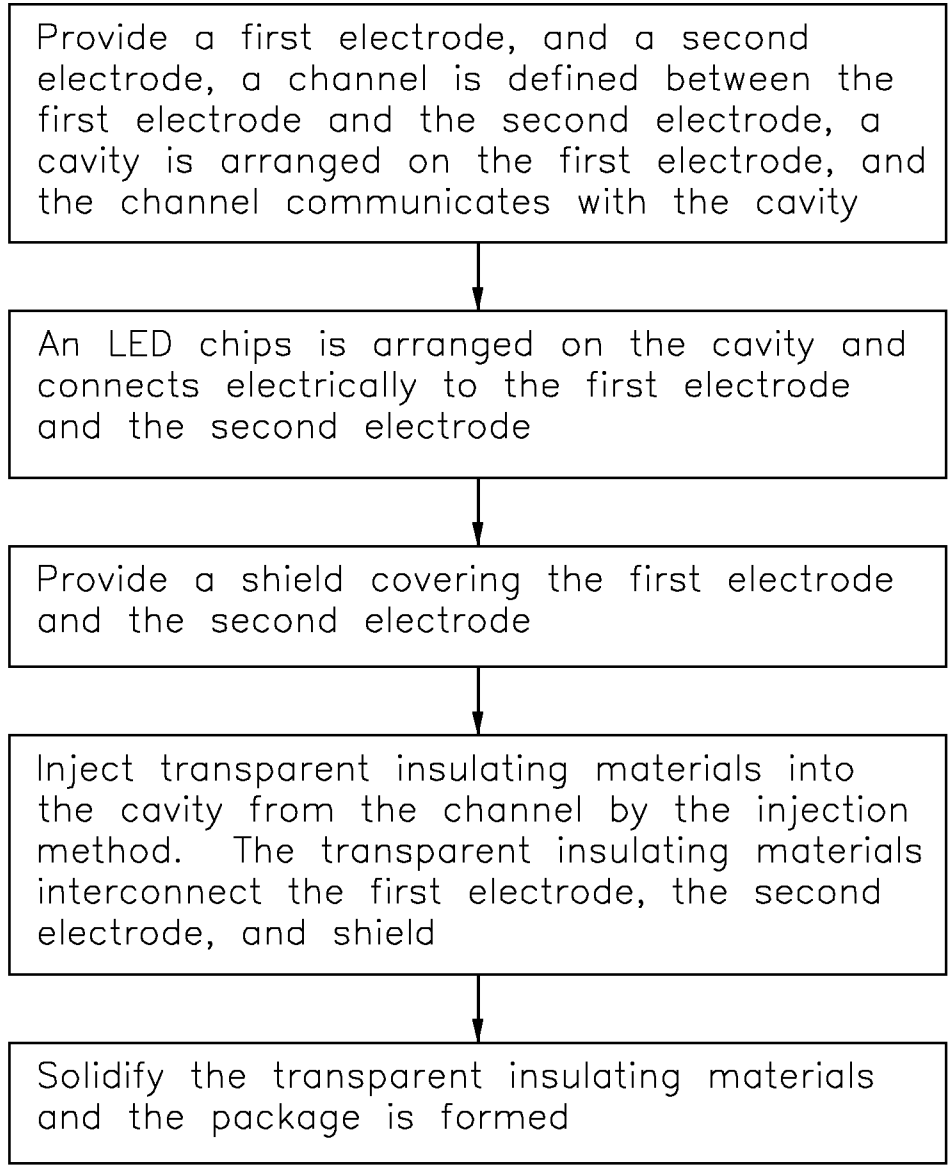 Provide a first electrode, and a second
electrode, a channel is defined between the
first electrode and the second electrode, a
cavity is arranged on the first electrode, and
the channel communicates with the cavity
An LED chips is arranged on the cavity and
connects electrically to the first electrode
and the second electrode
Provide a shield covering the first electrode
and the second electrode
Inject transparent insulating materials into
the cavity from the channel by the injection
method. The transparent insulating materials
interconnect the first electrode, the second
electrode, and shield
Solidify the transparent insulating materials
and the package is formed